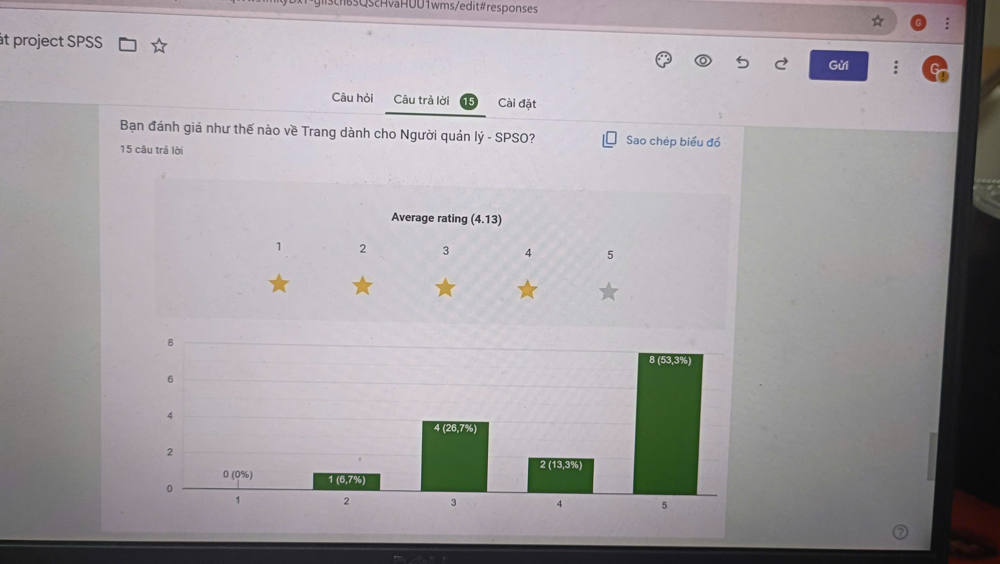 wms/edit#responses
project SPSS
G
Gửi
G
Câu hỏi Câu trả lời 15 Cài đặt
Bạn đánh giá như thế nào về Trang dành cho Người quản lý - SPSO?
Sao chép biểu đồ
15 câu trả lời
Average rating (4.13)
1 2 3 4 5
8
6
4
2
0
0 (0%)
1 (6,7%)
4 (26,7%)
2 (13,3%)
8 (53,3%)
1 2 3 4 5